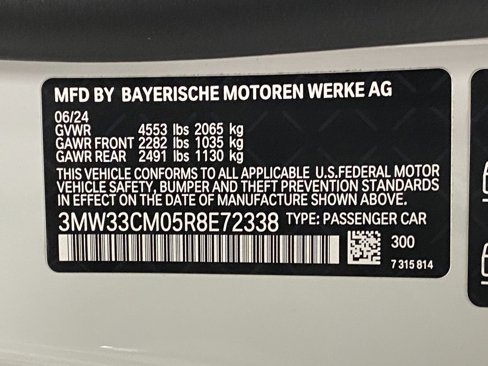 MFD BY BAYERISCHE MOTOREN WERKE AG
06/24
GVWR 4553 lbs 2065 kg
GAWR FRONT 2282 lbs 1035 kg
GAWR REAR 2491 lbs 1130 kg
THIS VEHICLE CONFORMS TO ALL APPLICABLE U.S.FEDERAL MOTOR
VEHICLE SAFETY, BUMPER AND THEFT PREVENTION STANDARDS
IN EFFECT ON THE DATE OF MANUFACTURE SHOWN ABOVE.
3MW33CM05R8E72338 TYPE: PASSENGER CAR
300
7 315 814